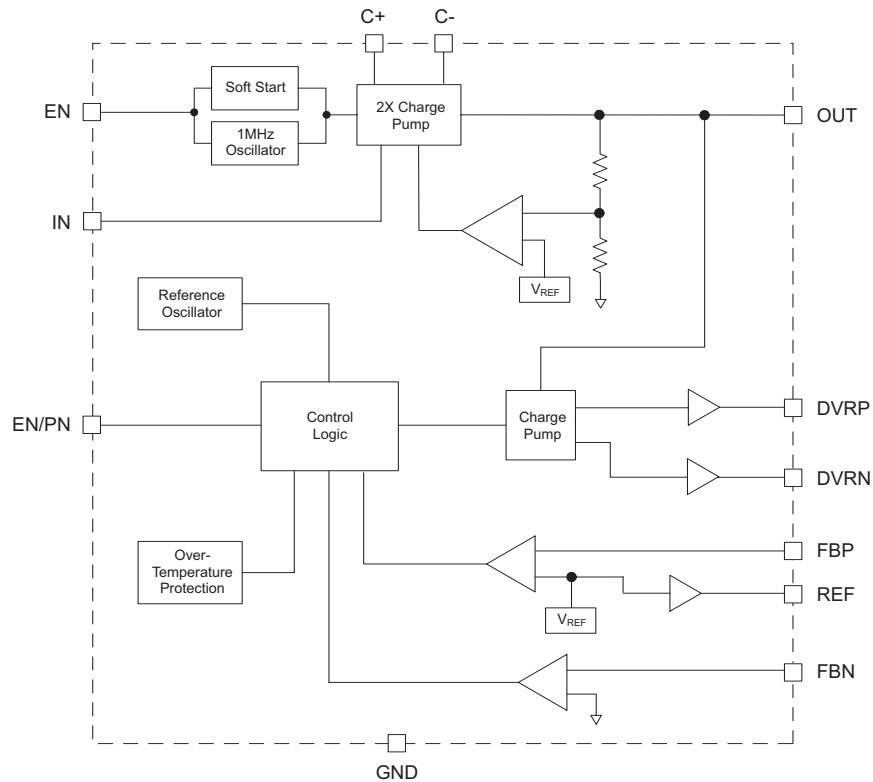 C+ C-
EN
Soft Start
1MHz
Oscillator
2X Charge
Pump
OUT
IN
VREF
Reference
Oscillator
EN/PN
Control
Logic
Charge
Pump
DVRP
DVRN
Over-
Temperature
Protection
FBP
REF
VREF
FBN
GND